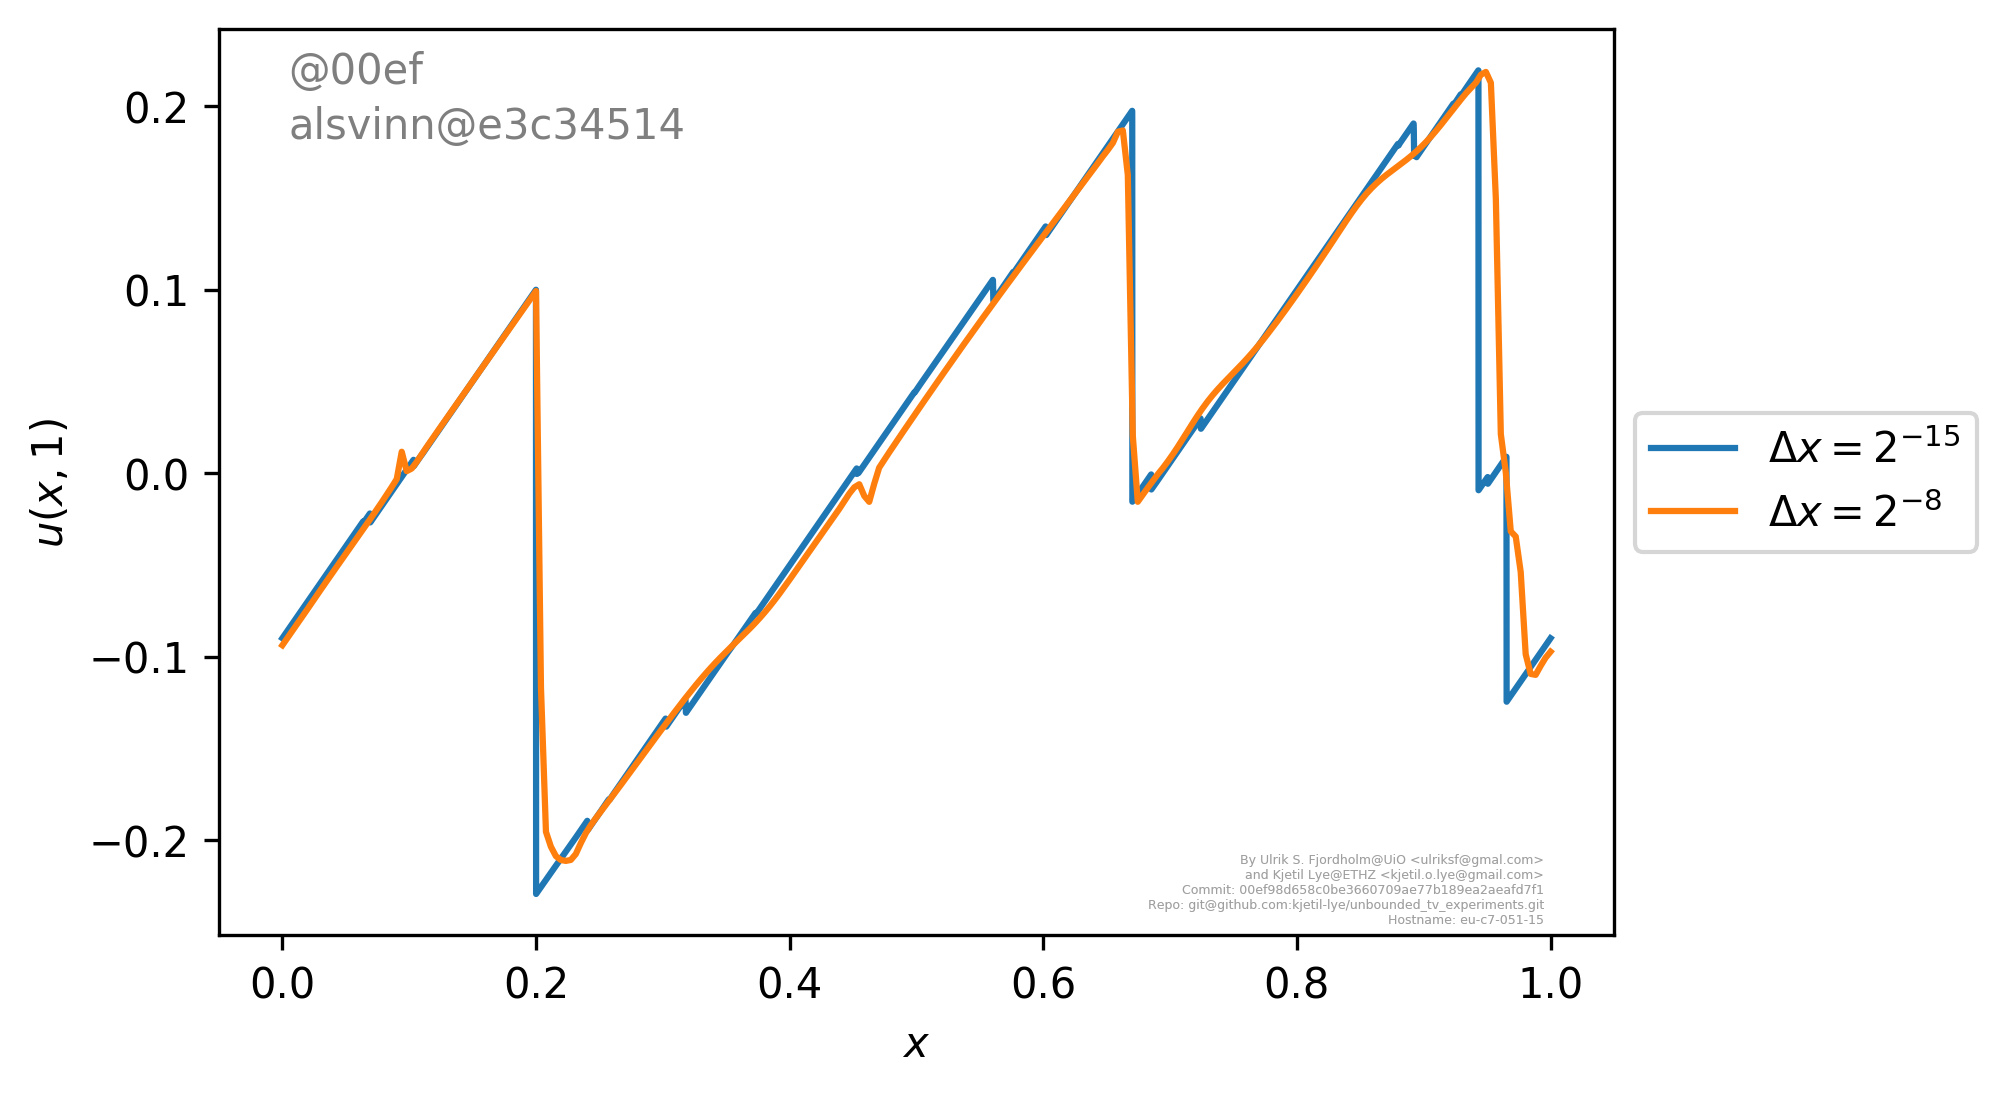 @00ef
alsvinn@e3c34514
0.2
0.1
0.0
−0.1
−0.2
u(x, 1)
0.0 0.2 0.4 0.6 0.8 1.0
x
Δx = 2⁻¹⁵
Δx = 2⁻⁸
By Ulrik S. Fjordholm@UiO <ulriksf@gmal.com>
and Kjetil Lye@ETHZ <kjetil.o.lye@gmail.com>
Commit: 00ef98d658c0be3660709ae77b189ea2aeafd7f1
Repo: git@github.com:kjetil-lye/unbounded_tv_experiments.git
Hostname: eu-c7-051-15